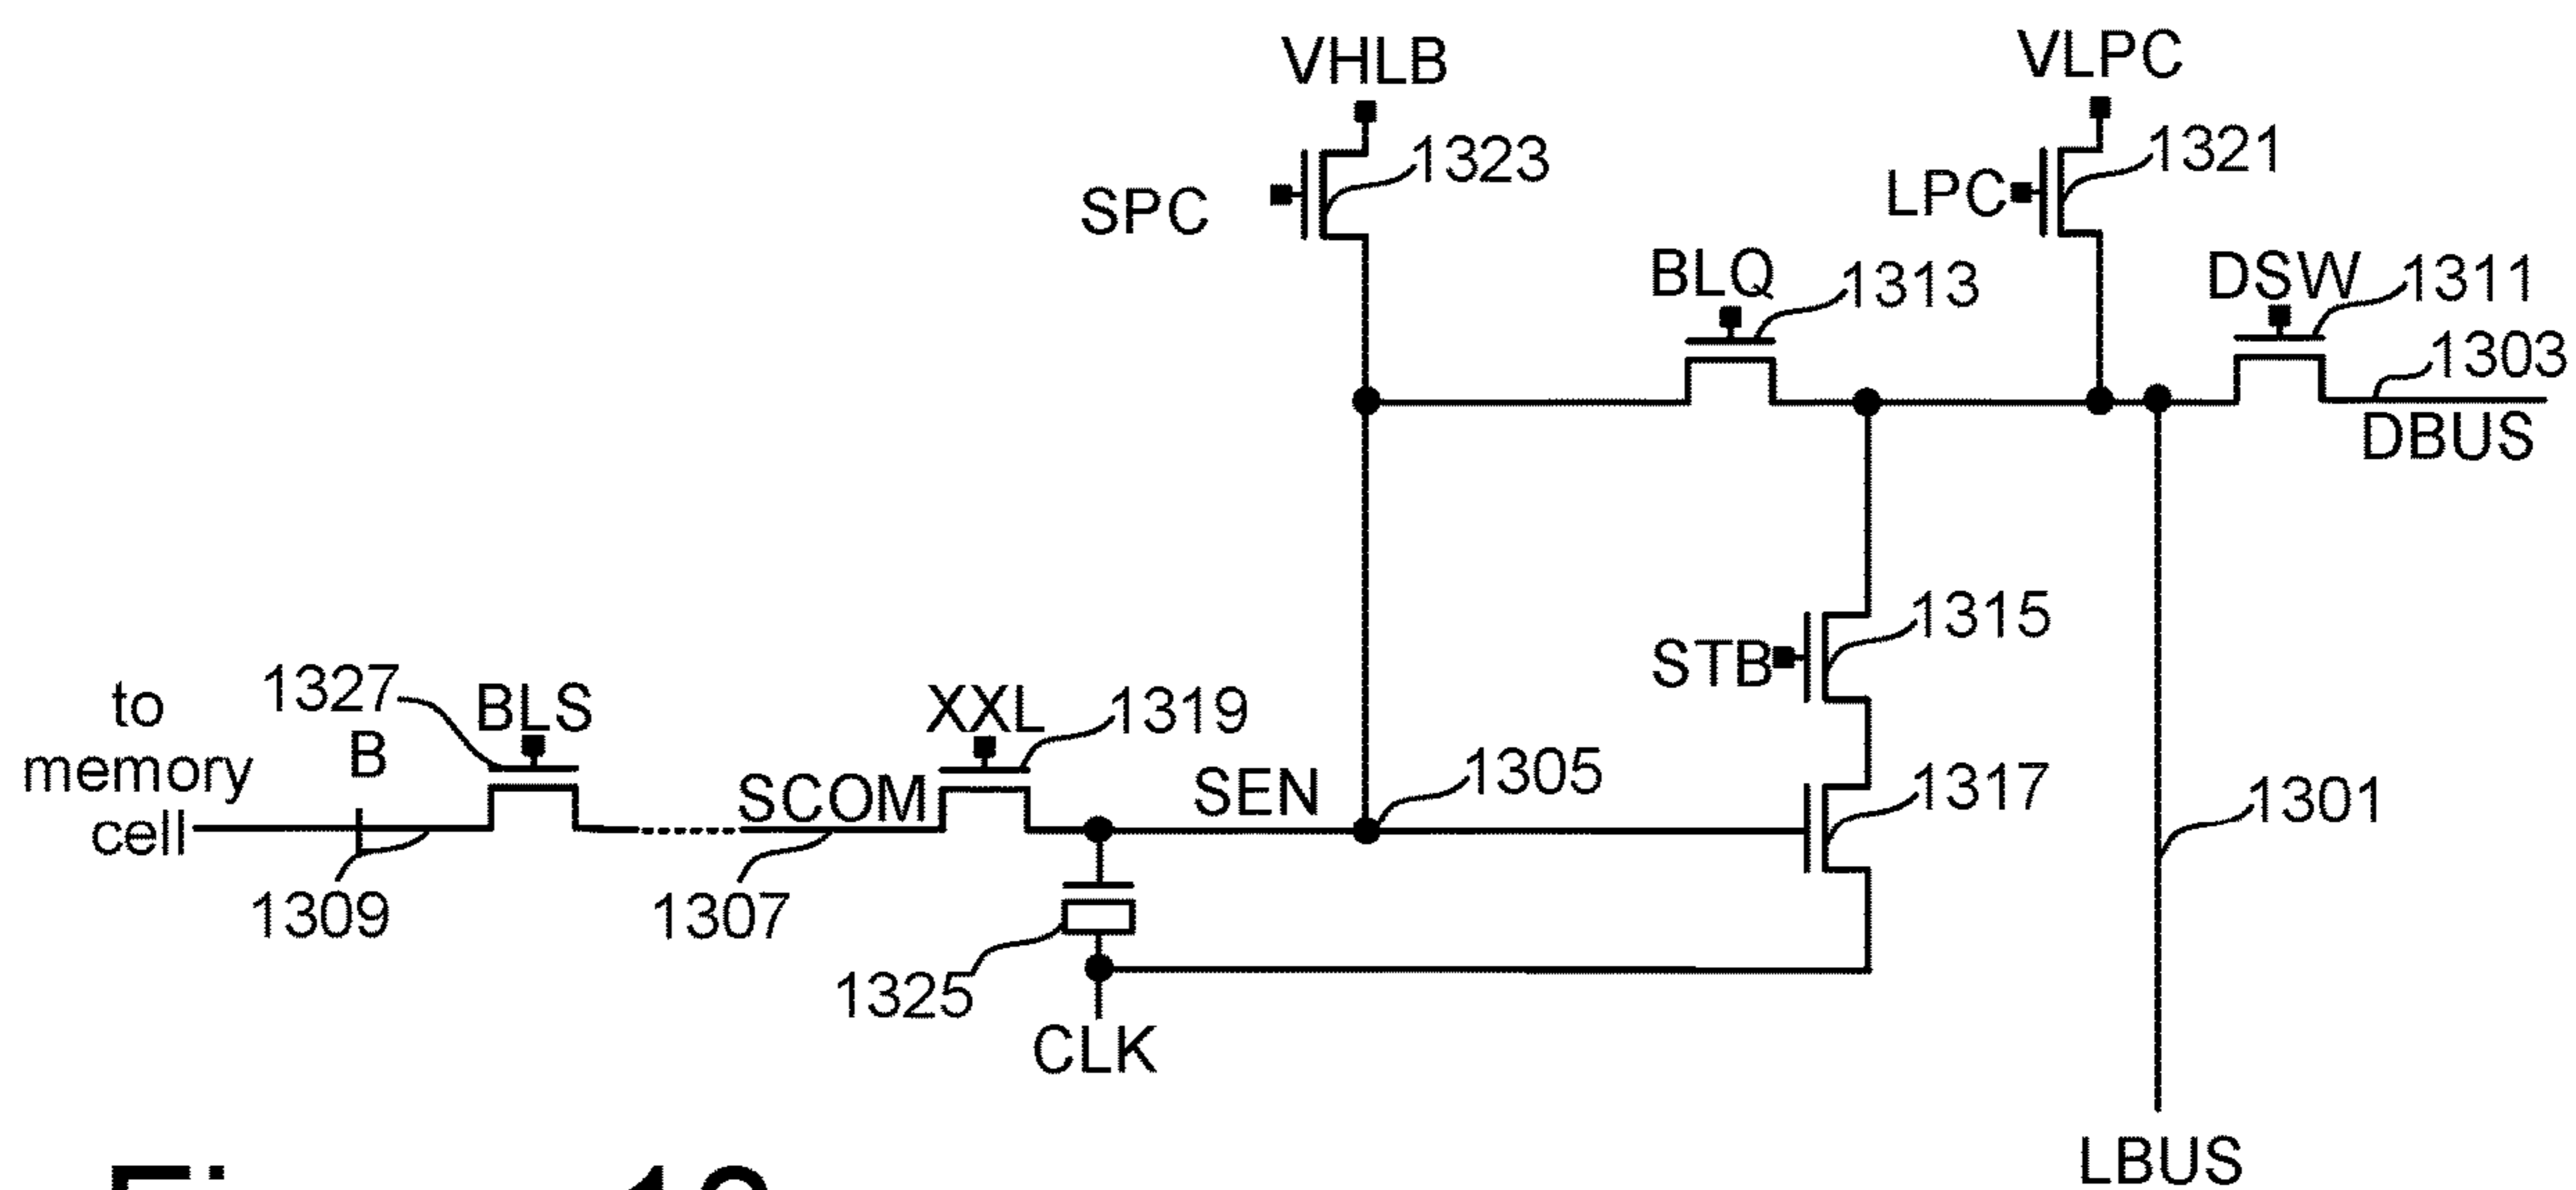 VHLB
VLPC
1323
1321
SPC
LPC
BLQ
1313
DSW
1311
1303
DBUS
1315
STB
1327
BLS
XXL
1319
to
memory
cell
B
SCOM
SEN
1305
1317
1301
1309
1307
1325
CLK
LBUS